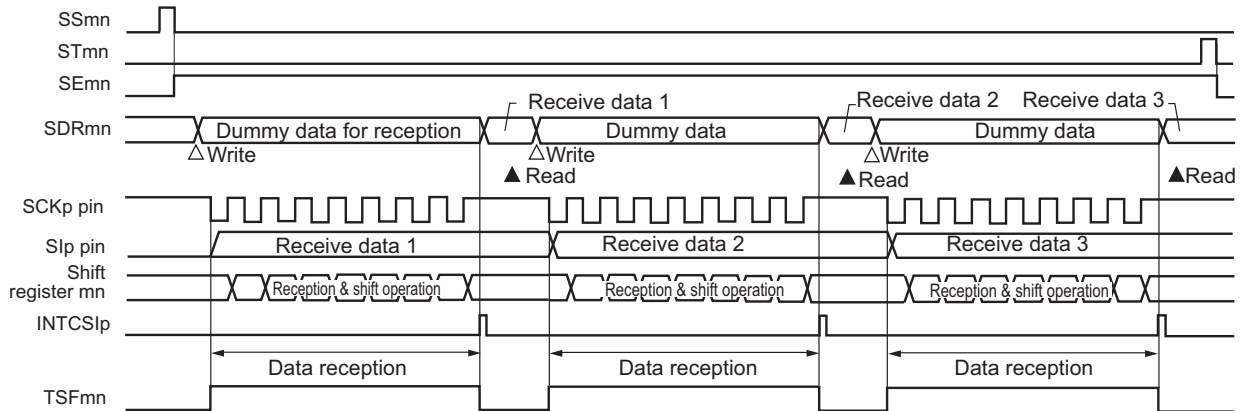 SSmn
STmn
SEmn
Receive data 1
Receive data 2
Receive data 3
SDRmn
Dummy data for reception
Dummy data
Dummy data
△Write
△Write
△Write
▲Read
▲Read
▲Read
SCKp pin
SIp pin
Receive data 1
Receive data 2
Receive data 3
Shift
register mn
Reception & shift operation
Reception & shift operation
Reception & shift operation
INTCSIp
Data reception
Data reception
Data reception
TSFmn